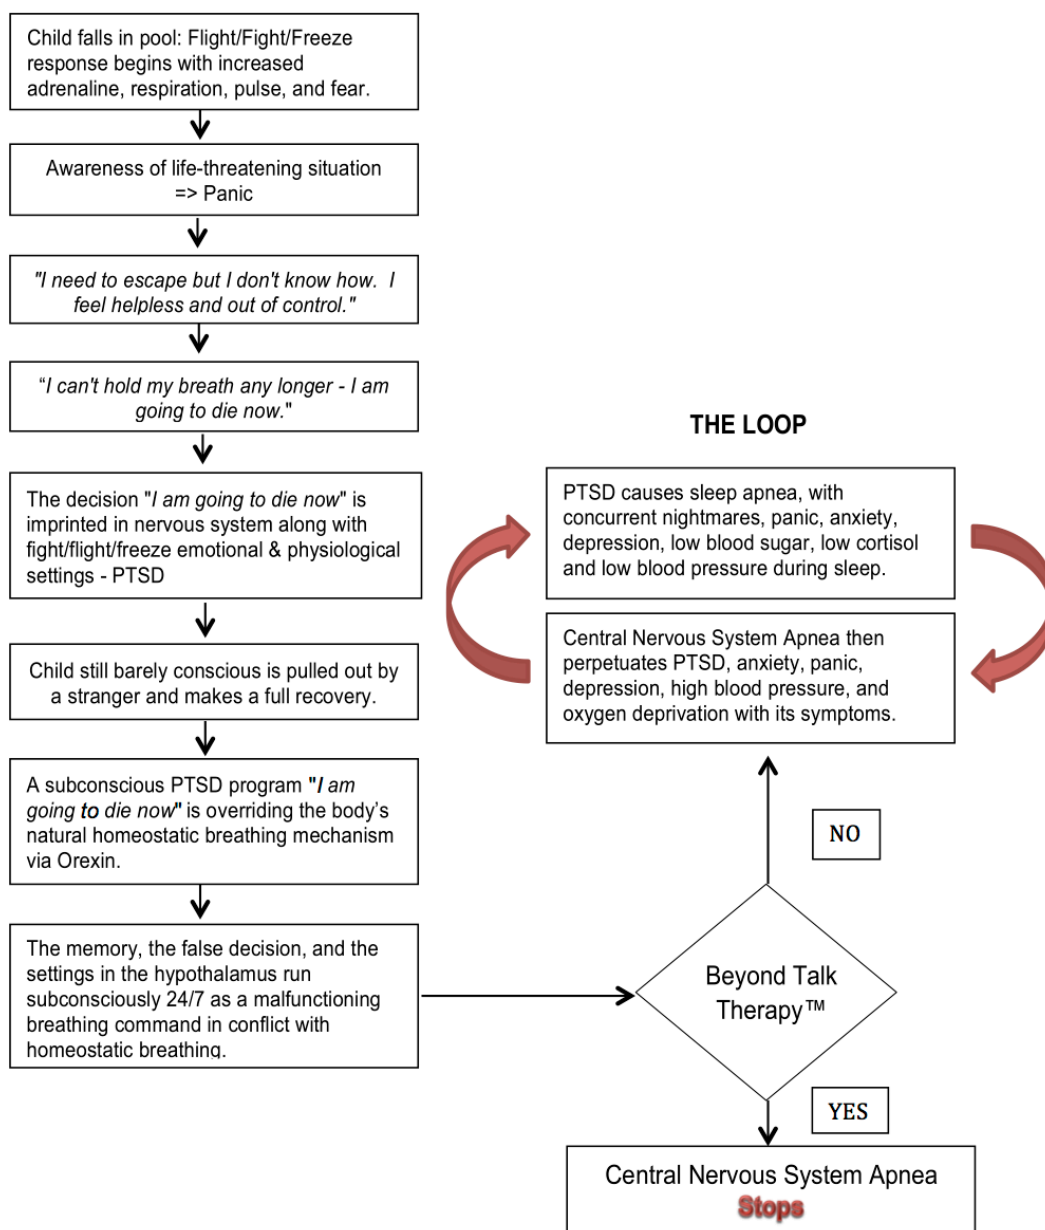 Child falls in pool: Flight/Fight/Freeze
response begins with increased
adrenaline, respiration, pulse, and fear.
Awareness of life-threatening situation
=> Panic
"I need to escape but I don't know how. I
feel helpless and out of control."
“I can't hold my breath any longer - I am
going to die now."
The decision "I am going to die now" is
imprinted in nervous system along with
fight/flight/freeze emotional & physiological
settings - PTSD
Child still barely conscious is pulled out by
a stranger and makes a full recovery.
A subconscious PTSD program "I am
going to die now" is overriding the body’s
natural homeostatic breathing mechanism
via Orexin.
The memory, the false decision, and the
settings in the hypothalamus run
subconsciously 24/7 as a malfunctioning
breathing command in conflict with
homeostatic breathing.
THE LOOP
PTSD causes sleep apnea, with
concurrent nightmares, panic, anxiety,
depression, low blood sugar, low cortisol
and low blood pressure during sleep.
Central Nervous System Apnea then
perpetuates PTSD, anxiety, panic,
depression, high blood pressure, and
oxygen deprivation with its symptoms.
NO
Beyond Talk
Therapy™
YES
Central Nervous System Apnea
Stops